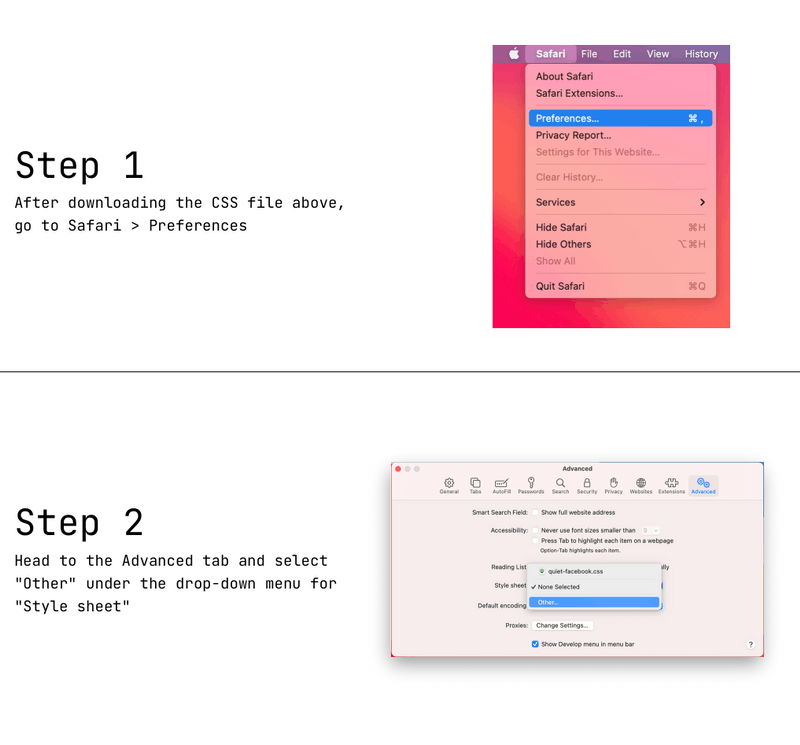 Step 1
After downloading the CSS file above,
go to Safari > Preferences
Safari File Edit View History
About Safari
Safari Extensions...
Preferences... ⌘ ,
Privacy Report...
Settings for This Website...
Clear History...
Services
Hide Safari ⌘H
Hide Others ⌥⌘H
Show All
Quit Safari ⌘Q
Step 2
Head to the Advanced tab and select
"Other" under the drop-down menu for
"Style sheet"
Advanced
General Tabs AutoFill Passwords Search Security Privacy Websites Extensions Advanced
Smart Search Field: Show full website address
Accessibility: Never use font sizes smaller than 9
Press Tab to highlight each item on a webpage
Option-Tab highlights each item.
Reading List
quiet-facebook.css
Style sheet
✓ None Selected
Default encoding
Other...
Proxies: Change Settings...
Show Develop menu in menu bar ?